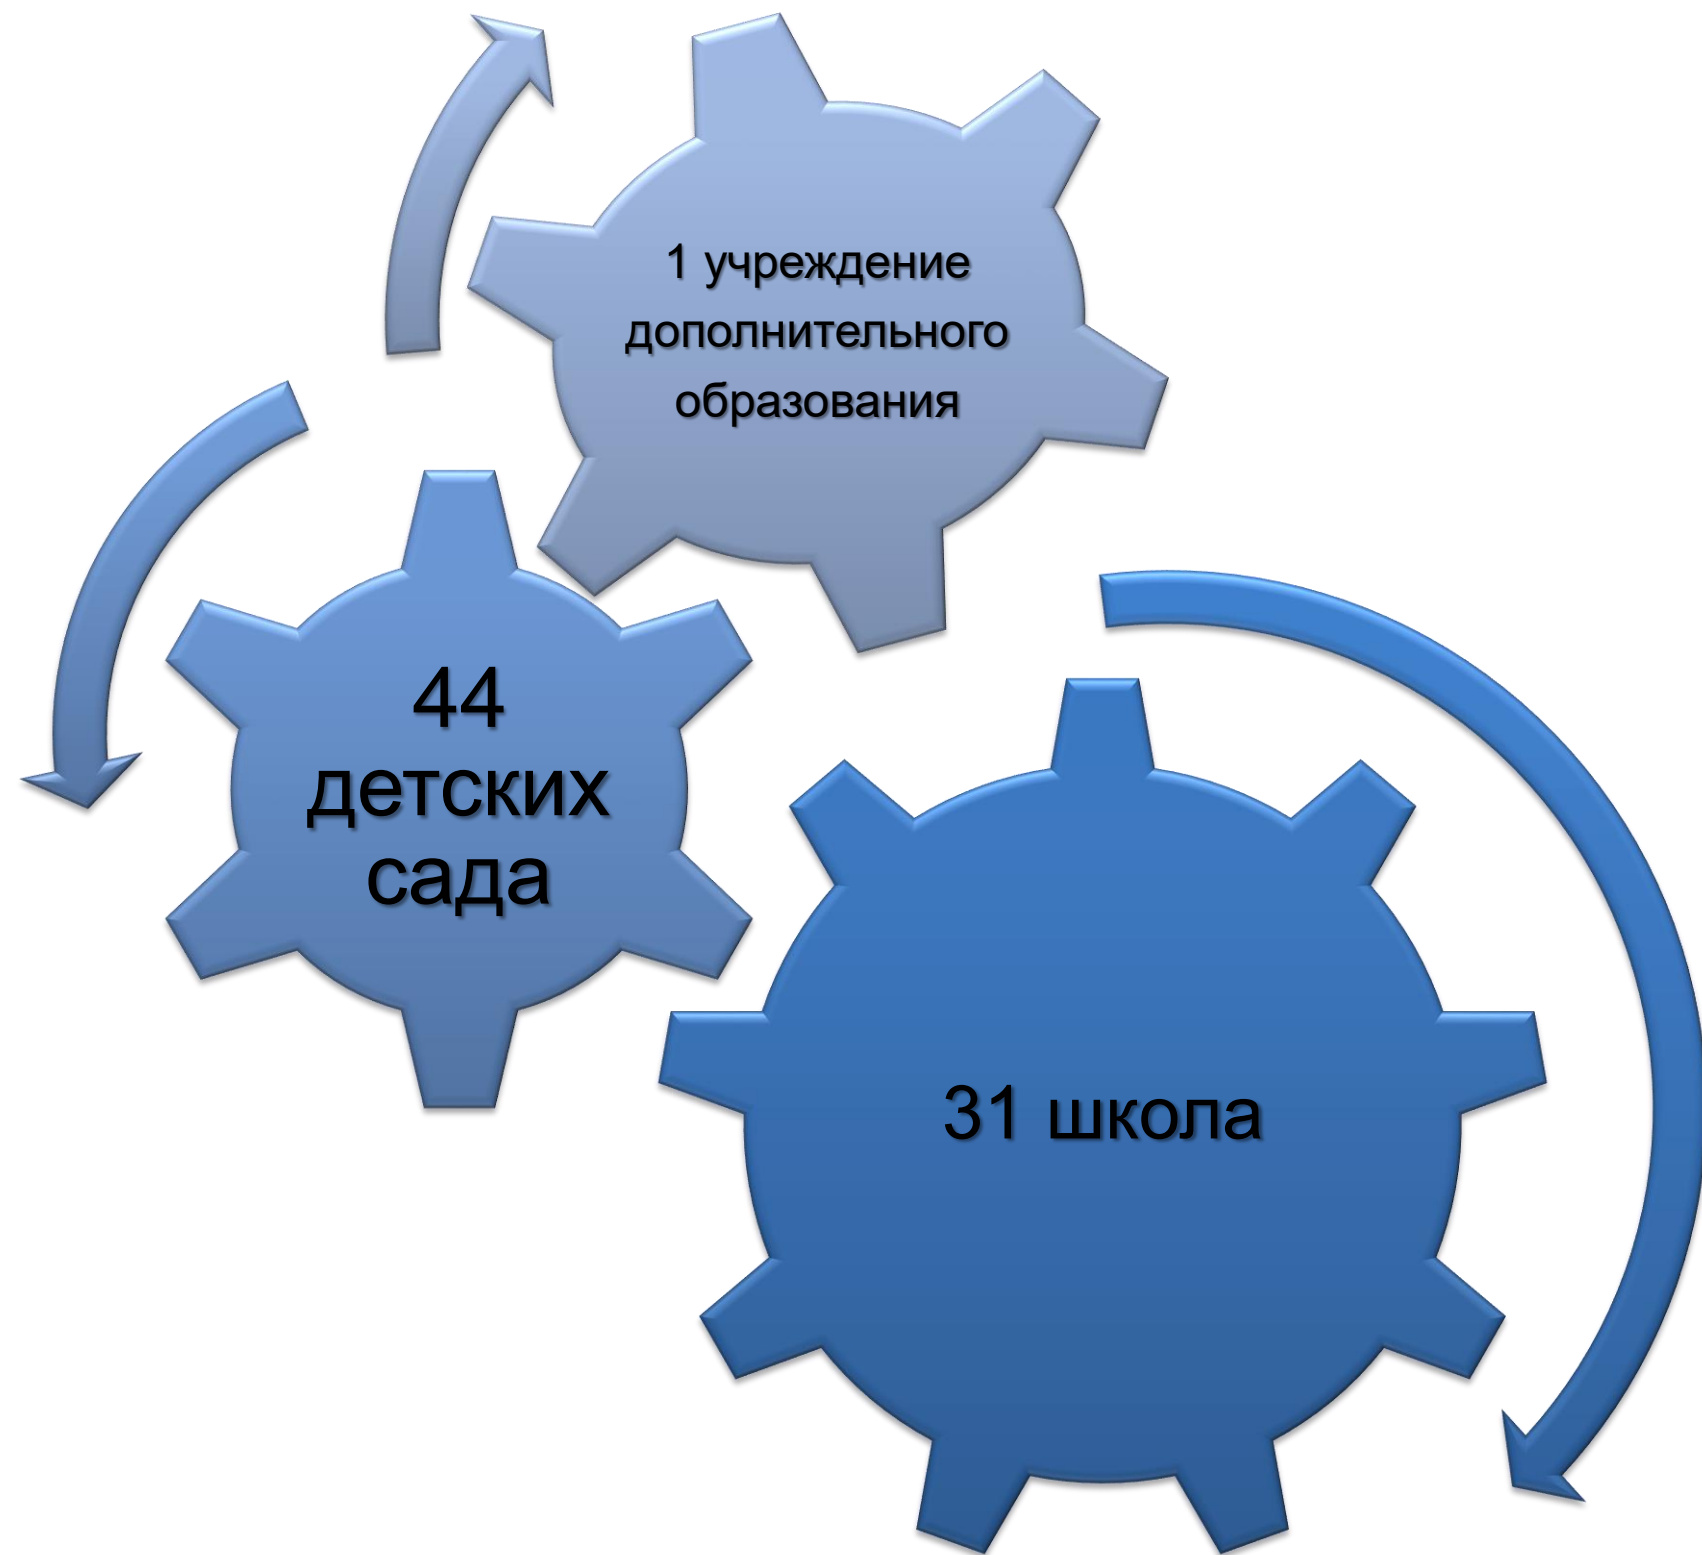 1 учреждение
дополнительного
образования
44
детских
сада
31 школа